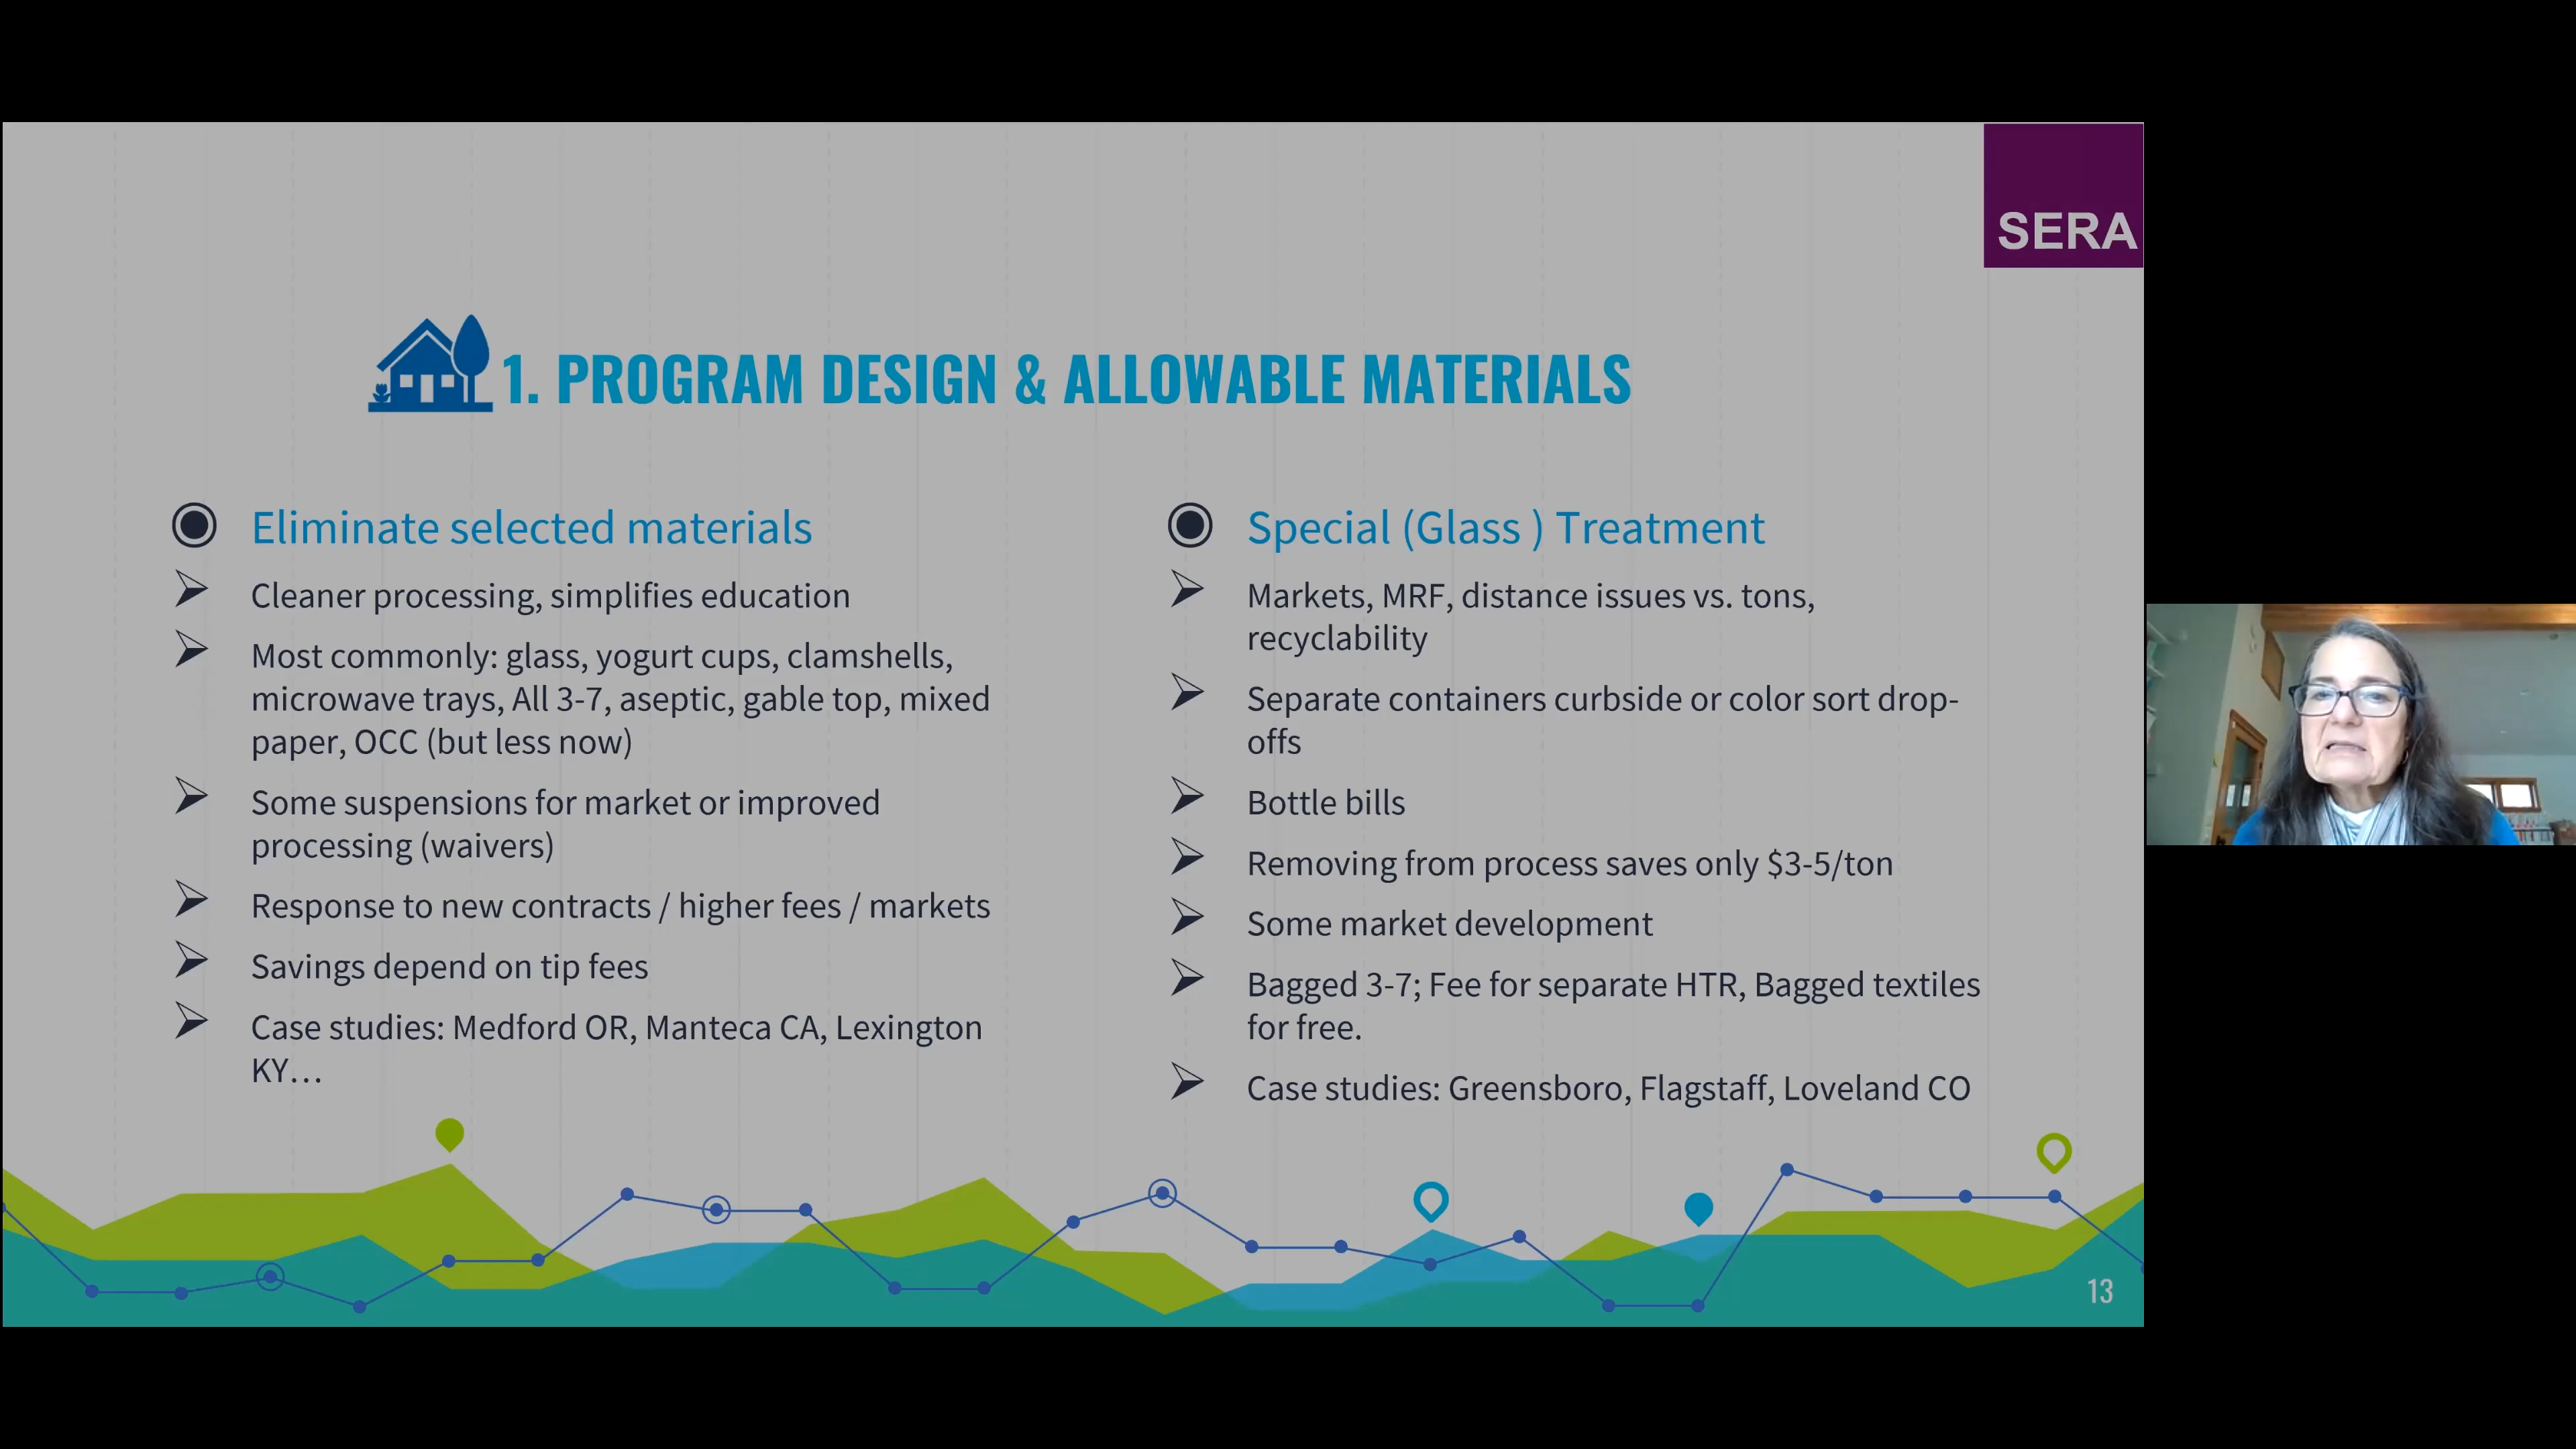 SERA
1. PROGRAM DESIGN & ALLOWABLE MATERIALS
Eliminate selected materials
Cleaner processing, simplifies education
Most commonly: glass, yogurt cups, clamshells,
microwave trays, All 3-7, aseptic, gable top, mixed
paper, OCC (but less now)
Some suspensions for market or improved
processing (waivers)
Response to new contracts / higher fees / markets
Savings depend on tip fees
Case studies: Medford OR, Manteca CA, Lexington
KY…
Special (Glass ) Treatment
Markets, MRF, distance issues vs. tons,
recyclability
Separate containers curbside or color sort drop-
offs
Bottle bills
Removing from process saves only $3-5/ton
Some market development
Bagged 3-7; Fee for separate HTR, Bagged textiles
for free.
Case studies: Greensboro, Flagstaff, Loveland CO
13